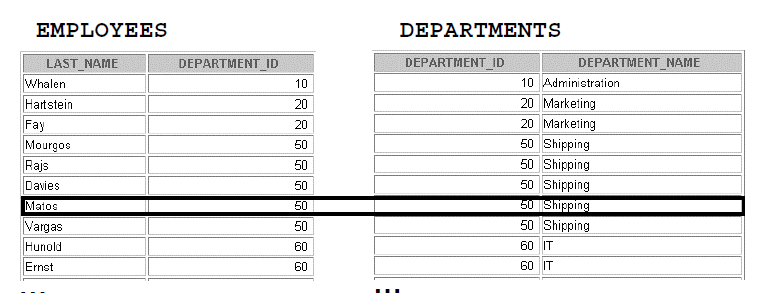 EMPLOYEES DEPARTMENTS
LAST_NAME DEPARTMENT_ID DEPARTMENT_ID DEPARTMENT_NAME
Whalen 10 10 Administration
Hartstein 20 20 Marketing
Fay 20 20 Marketing
Mourgos 50 50 Shipping
Rajs 50 50 Shipping
Davies 50 50 Shipping
Matos 50 50 Shipping
Vargas 50 50 Shipping
Hunold 60 60 IT
Ernst 60 60 IT
... ...